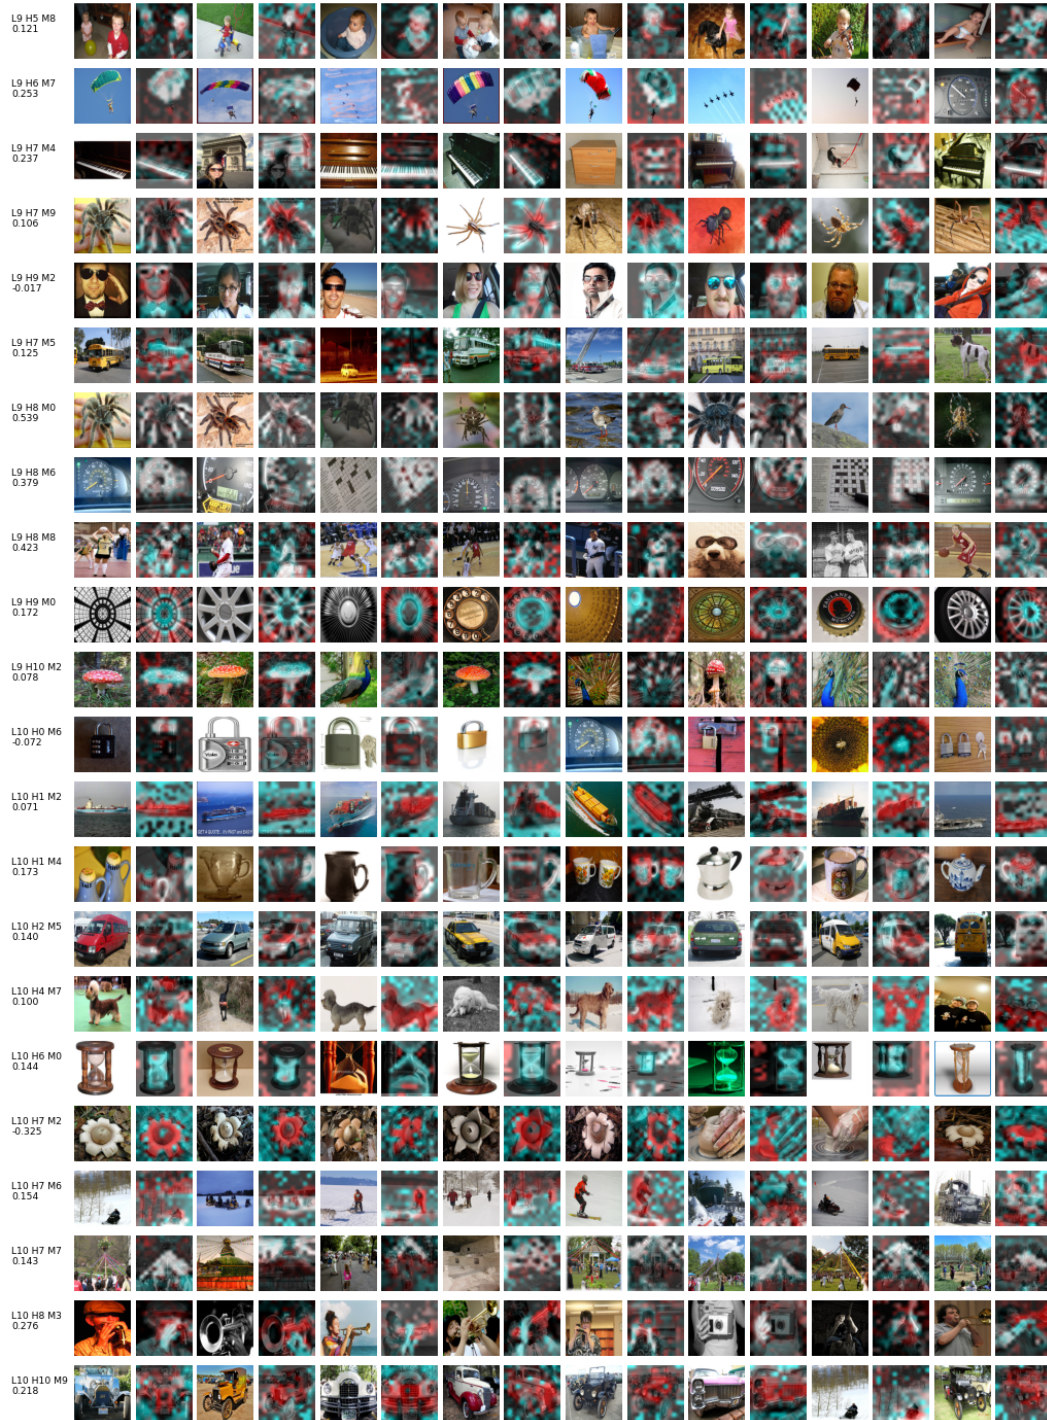 L9 H5 M8
0.121
L9 H6 M7
0.253
L9 H7 M4
0.237
L9 H7 M9
0.106
L9 H9 M2
-0.017
L9 H7 M5
0.125
L9 H8 M0
0.539
L9 H8 M6
0.379
L9 H8 M8
0.423
L9 H9 M0
0.172
L9 H10 M2
0.078
L10 H0 M6
-0.072
L10 H1 M2
0.071
L10 H1 M4
0.173
L10 H2 M5
0.140
L10 H4 M7
0.100
L10 H6 M0
0.144
L10 H7 M2
-0.325
L10 H7 M6
0.154
L10 H7 M7
0.143
L10 H8 M3
0.276
L10 H10 M9
0.218